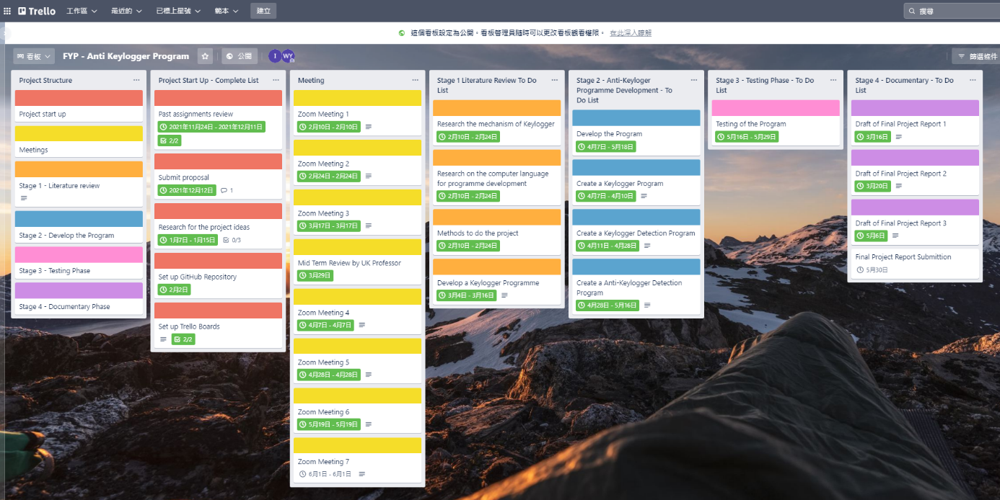 Trello
工作區
最近的
已標上星號
範本
建立
搜尋
這個看板設定為公開。看板管理員隨時可以更改看板觀看權限。 在此深入瞭解
看板
FYP - Anti Keylogger Program
公開
I
WY
篩選條件
Project Structure
Project start up
Meetings
Stage 1 - Literature review
Stage 2 - Develop the Program
Stage 3 - Testing Phase
Stage 4 - Documentary Phase
Project Start Up - Complete List
Past assignments review
2021年11月24日 - 2021年12月11日
2/2
Submit proposal
2021年12月12日
1
Research for the project ideas
1月7日 - 1月15日
0/3
Set up GitHub Repository
2月2日
Set up Trello Boards
2/2
Meeting
Zoom Meeting 1
2月10日 - 2月10日
Zoom Meeting 2
2月24日 - 2月24日
Zoom Meeting 3
3月17日 - 3月17日
Mid Term Review by UK Professor
3月29日
Zoom Meeting 4
4月7日 - 4月7日
Zoom Meeting 5
4月28日 - 4月28日
Zoom Meeting 6
5月19日 - 5月19日
Zoom Meeting 7
6月1日 - 6月1日
Stage 1 Literature Review To Do
List
Research the mechanism of Keylogger
2月10日 - 2月24日
Research on the computer language
for programme development
2月10日 - 2月24日
Methods to do the project
2月10日 - 2月24日
Develop a Keylogger Programme
3月4日 - 3月16日
Stage 2 - Anti-Keyloger
Programme Development - To
Do List
Develop the Program
4月7日 - 5月18日
Create a Keylogger Program
4月7日 - 4月10日
Create a Keylogger Detection Program
4月11日 - 4月28日
Create a Anti-Keylogger Detection
Program
4月28日 - 5月16日
Stage 3 - Testing Phase - To Do
List
Testing of the Program
5月16日 - 5月29日
Stage 4 - Documentary - To Do
List
Draft of Final Project Report 1
3月16日
Draft of Final Project Report 2
3月20日
Draft of Final Project Report 3
5月6日
Final Project Report Submittion
5月30日